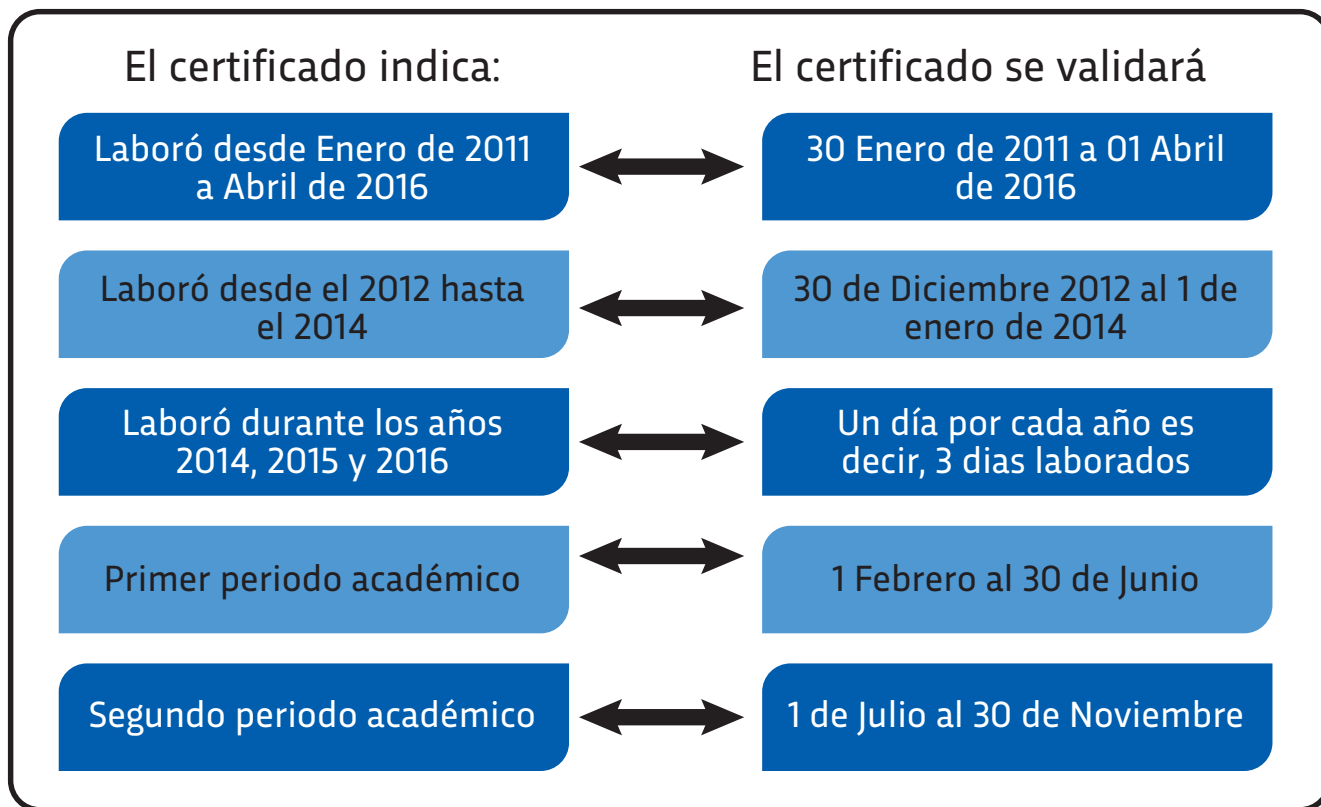 El certificado indica:
El certificado se validará
Laboró desde Enero de 2011
a Abril de 2016
30 Enero de 2011 a 01 Abril
de 2016
Laboró desde el 2012 hasta
el 2014
30 de Diciembre 2012 al 1 de
enero de 2014
Laboró durante los años
2014, 2015 y 2016
Un día por cada año es
decir, 3 dias laborados
Primer periodo académico
1 Febrero al 30 de Junio
Segundo periodo académico
1 de Julio al 30 de Noviembre